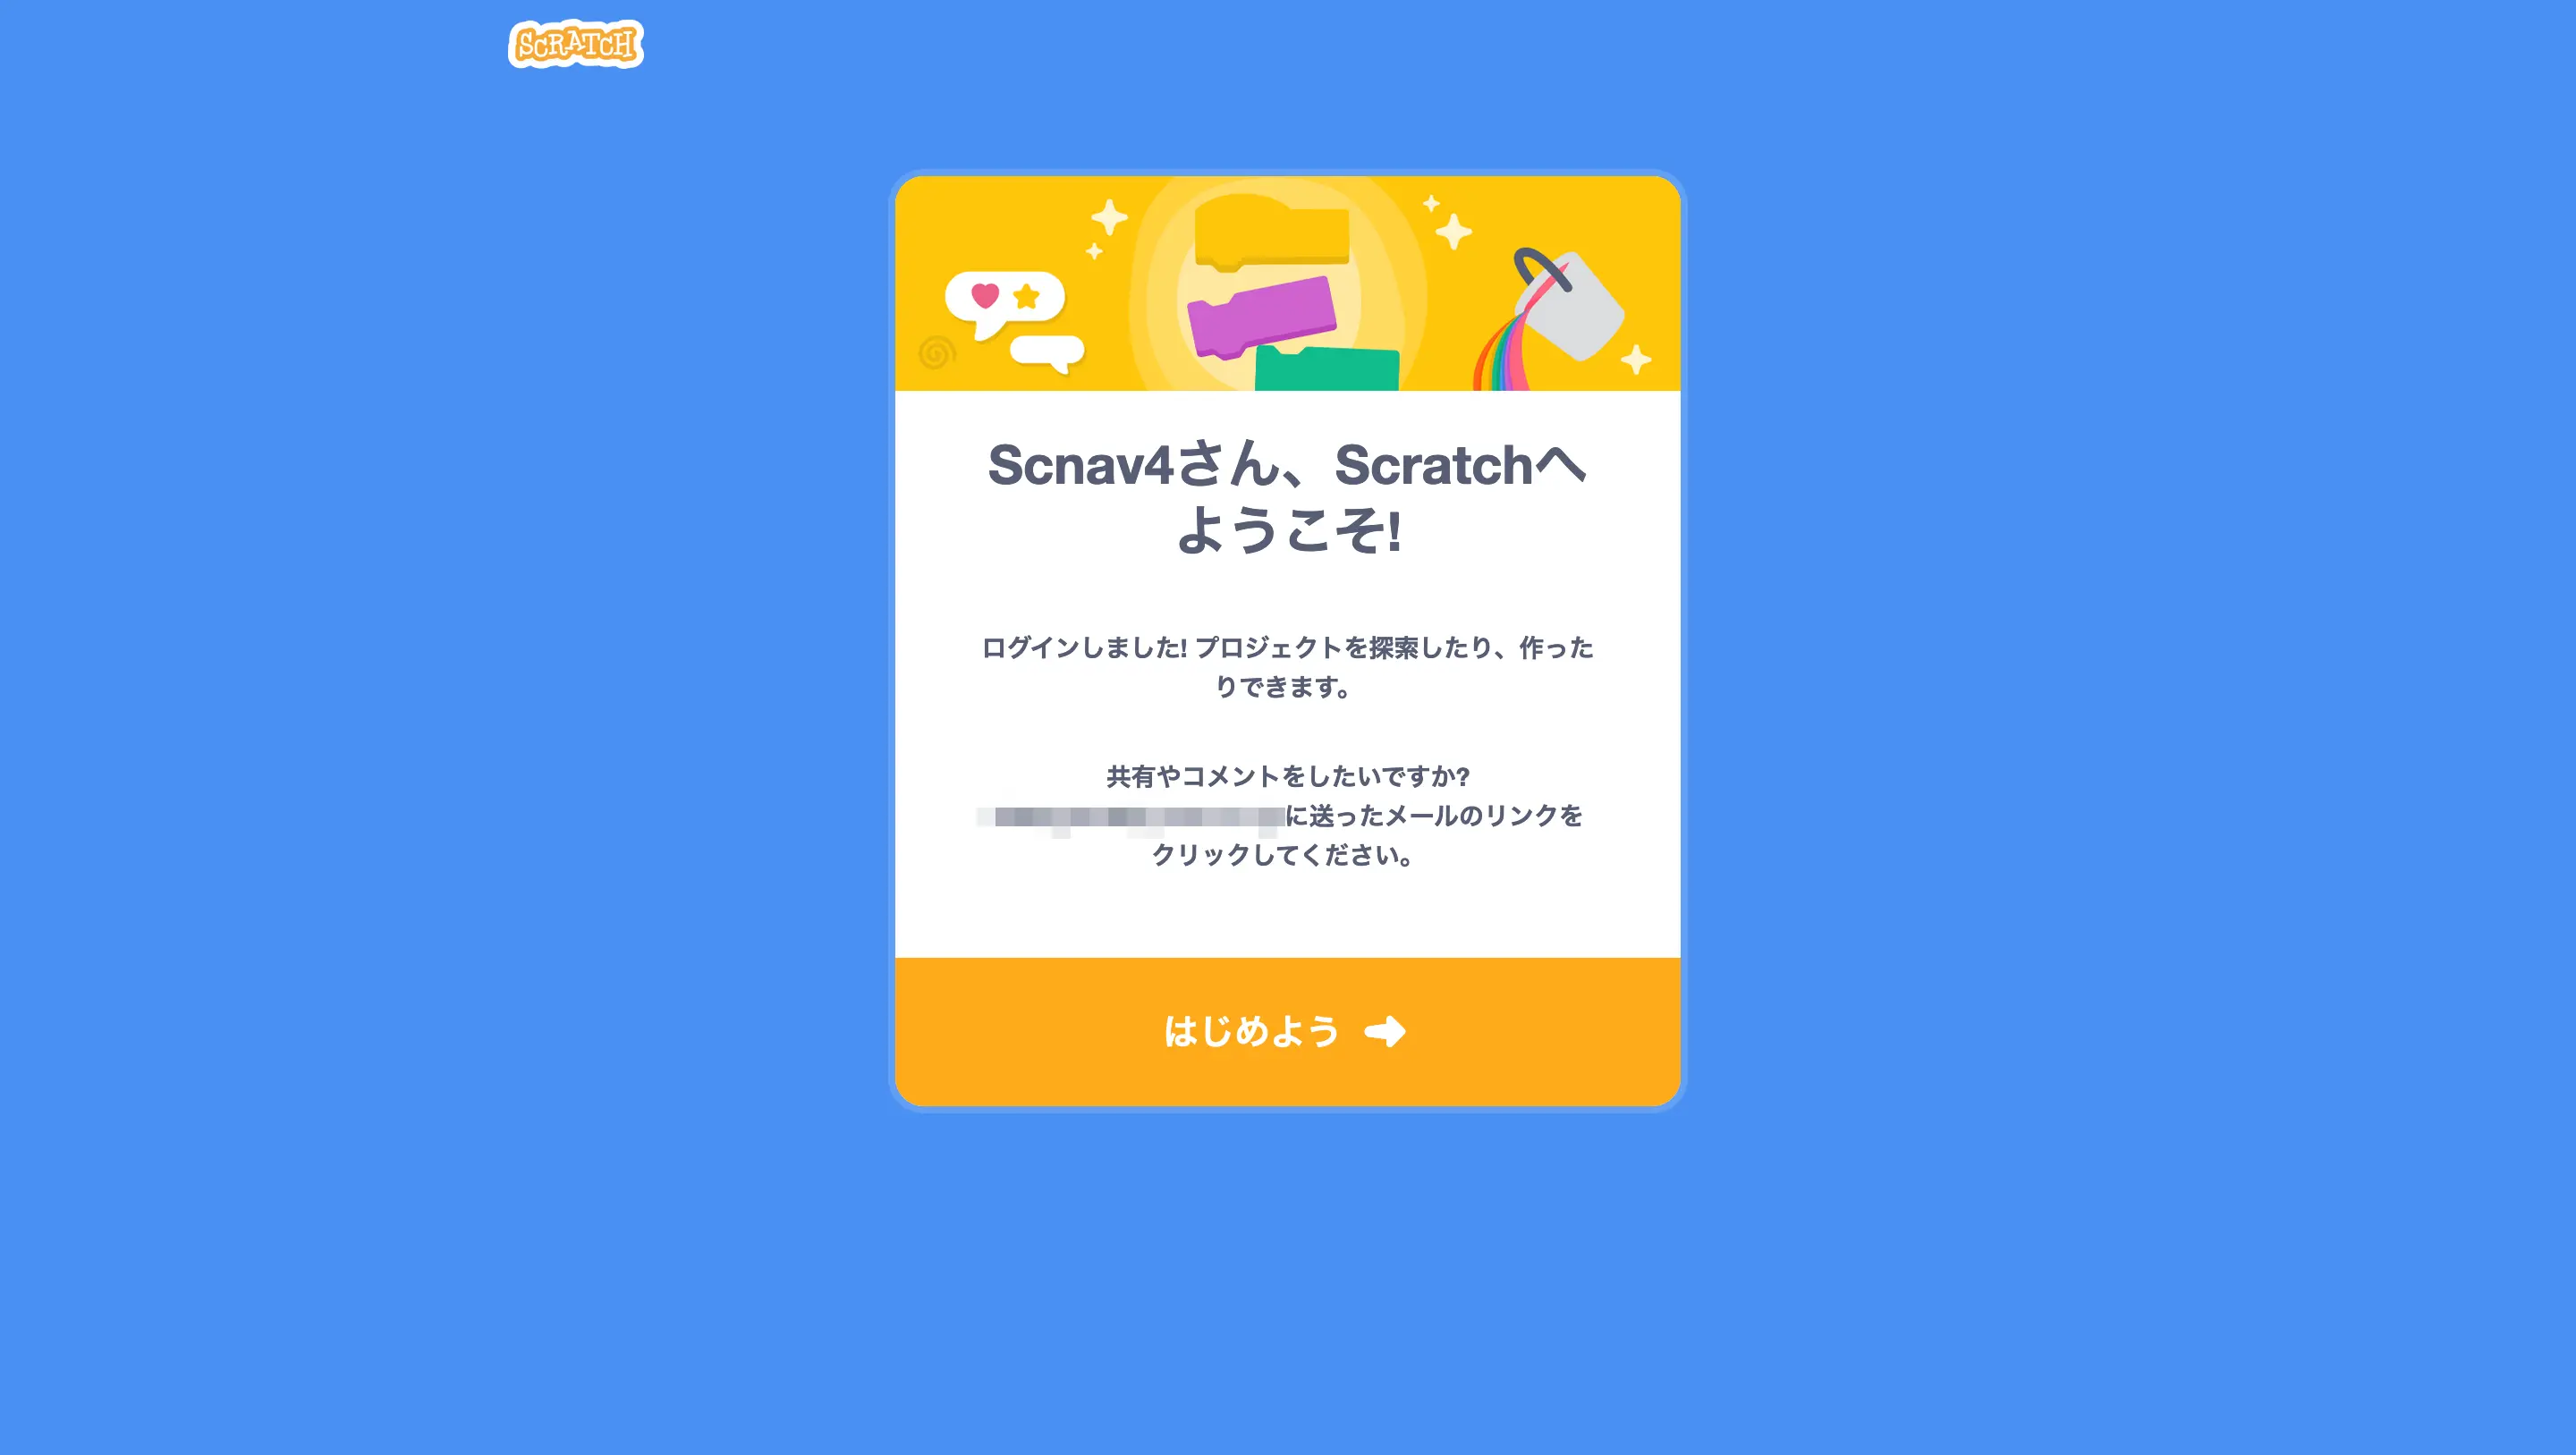 SCRATCH
Scnav4さん、Scratchへ
ようこそ!
ログインしました! プロジェクトを探索したり、作った
りできます。
共有やコメントをしたいですか?
に送ったメールのリンクを
クリックしてください。
はじめよう